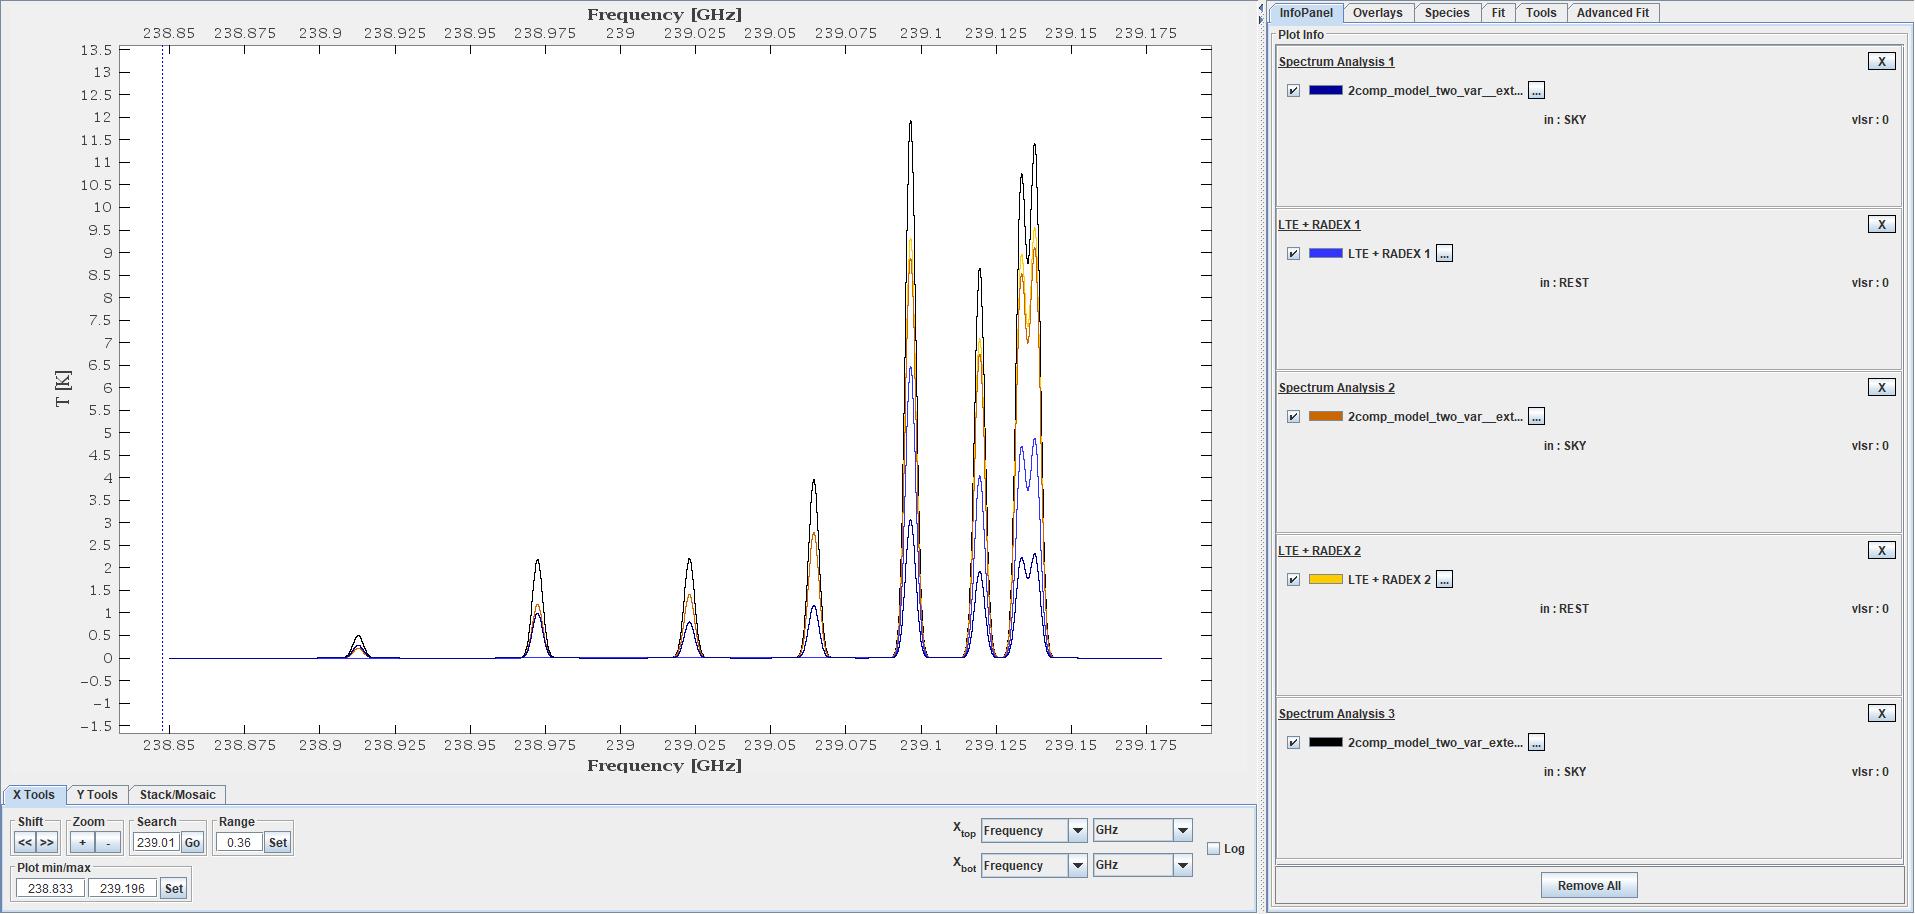 Frequency [GHz]
238.85 238.875 238.9 238.925 238.95 238.975 239 239.025 239.05 239.075 239.1 239.125 239.15 239.175
13.5
13
12.5
12
11.5
11
10.5
10
9.5
9
8.5
8
7.5
7
6.5
6
5.5
5
4.5
4
3.5
3
2.5
2
1.5
1
0.5
0
−0.5
−1
−1.5
T [K]
238.85 238.875 238.9 238.925 238.95 238.975 239 239.025 239.05 239.075 239.1 239.125 239.15 239.175
Frequency [GHz]
X Tools Y Tools Stack/Mosaic
Shift Zoom Search Range
<< >> + - 239.01 Go 0.36 Set
Plot min/max
238.833 239.196 Set
Xtop Frequency GHz
Xbot Frequency GHz
Log
InfoPanel Overlays Species Fit Tools Advanced Fit
Plot Info
Spectrum Analysis 1 X
2comp_model_two_var__ext... ...
in : SKY vlsr : 0
LTE + RADEX 1 X
LTE + RADEX 1 ...
in : REST vlsr : 0
Spectrum Analysis 2 X
2comp_model_two_var__ext... ...
in : SKY vlsr : 0
LTE + RADEX 2 X
LTE + RADEX 2 ...
in : REST vlsr : 0
Spectrum Analysis 3 X
2comp_model_two_var_exte... ...
in : SKY vlsr : 0
Remove All